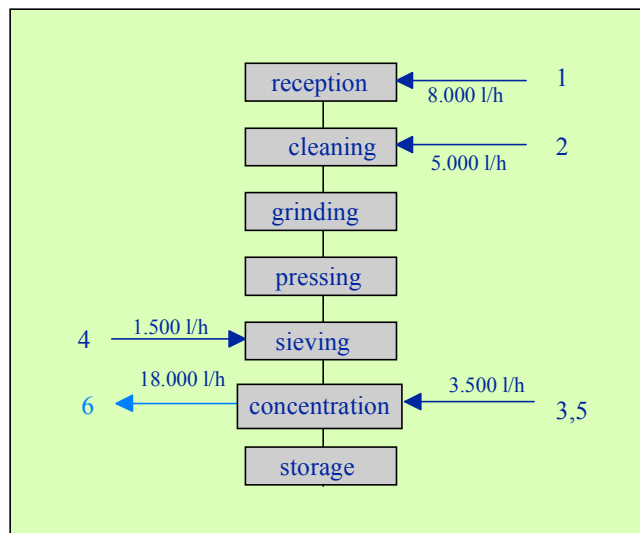 reception
1
8.000 l/h
cleaning
2
5.000 l/h
grinding
pressing
4
1.500 l/h
sieving
18.000 l/h
6
concentration
3.500 l/h
3,5
storage